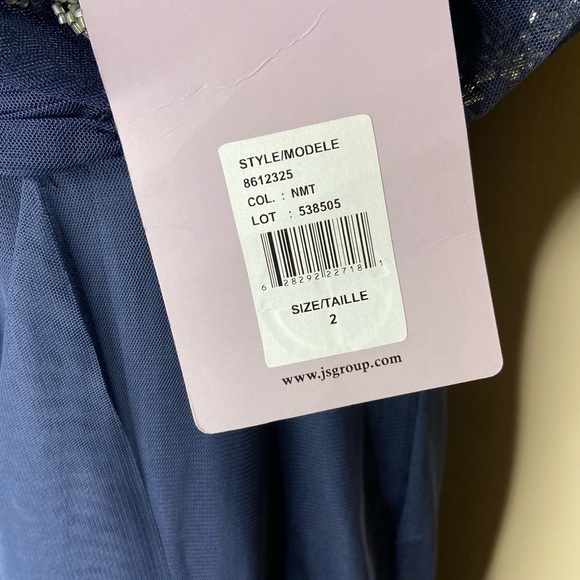 STYLE/MODELE
8612325
COL. : NMT
LOT : 538505
6 28292 22718 1
SIZE/TAILLE
2
www.jsgroup.com